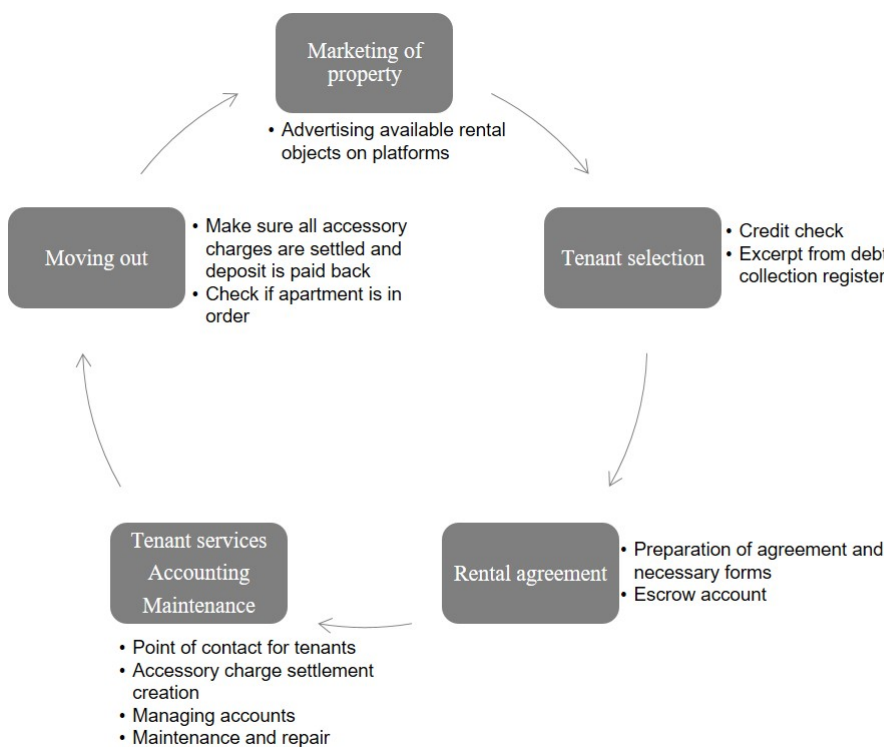 Marketing of
property
• Advertising available rental
objects on platforms
Tenant selection
• Credit check
• Excerpt from debt
collection register
Rental agreement
• Preparation of agreement and
necessary forms
• Escrow account
Tenant services
Accounting
Maintenance
• Point of contact for tenants
• Accessory charge settlement
creation
• Managing accounts
• Maintenance and repair
Moving out
• Make sure all accessory
charges are settled and
deposit is paid back
• Check if apartment is in
order